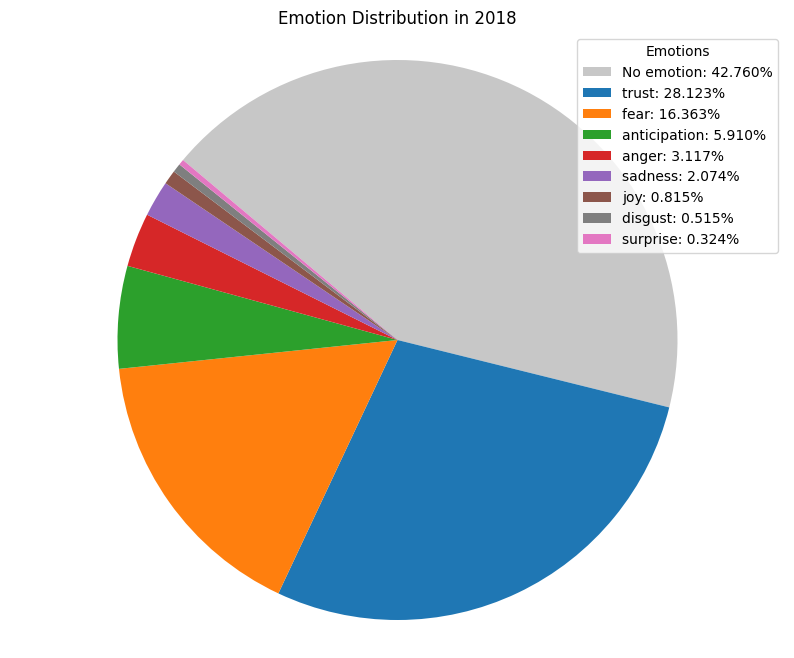 Emotion Distribution in 2018
Emotions
No emotion: 42.760%
trust: 28.123%
fear: 16.363%
anticipation: 5.910%
anger: 3.117%
sadness: 2.074%
joy: 0.815%
disgust: 0.515%
surprise: 0.324%